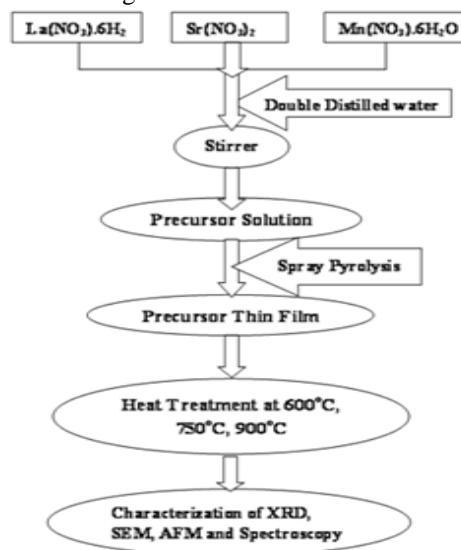 La(NO3).6H2
Sr(NO3)2
Mn(NO3).6H2O
Double Distilled water
Stirrer
Precursor Solution
Spray Pyrolysis
Precursor Thin Film
Heat Treatment at 600°C,
750°C, 900°C
Characterization of XRD,
SEM, AFM and Spectroscopy